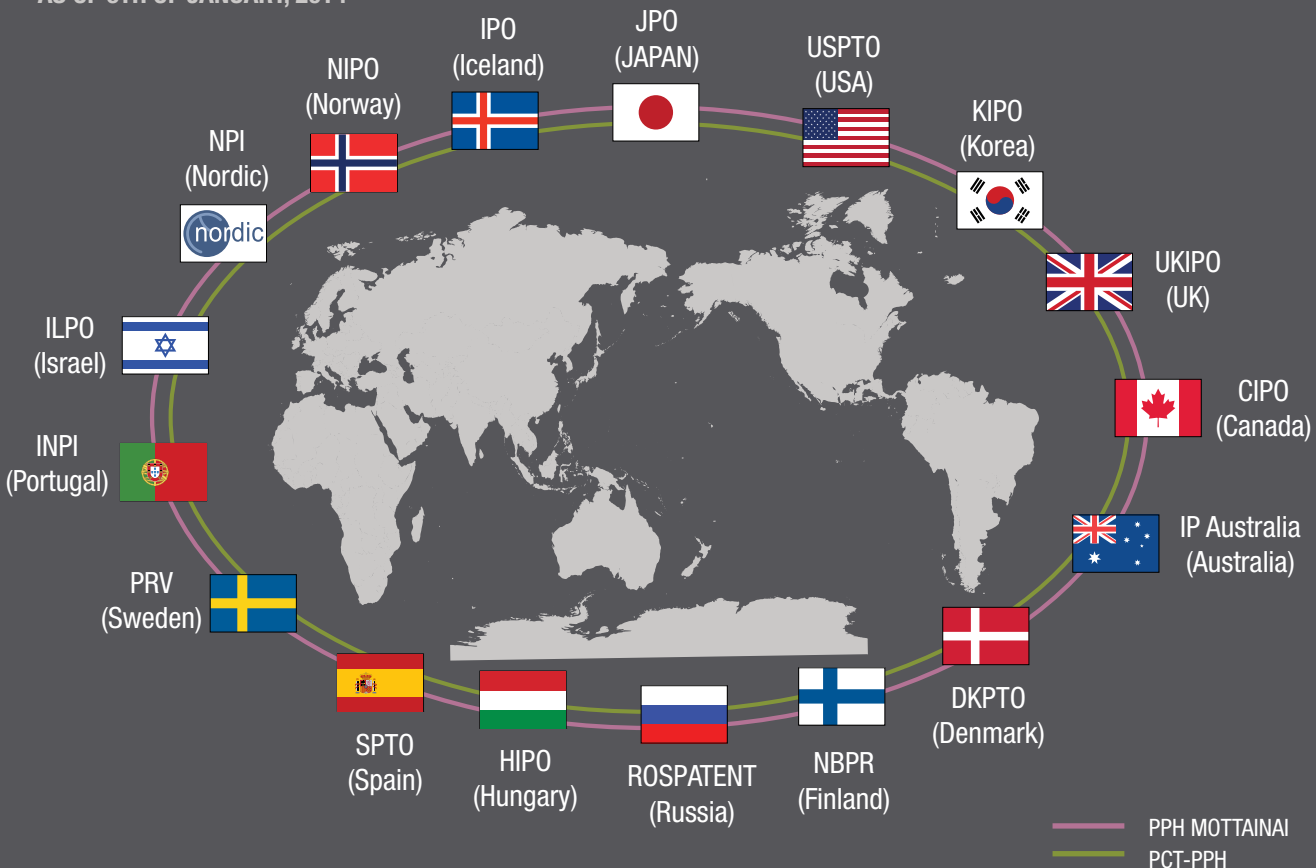 JPO
(JAPAN)
IPO
(Iceland)
USPTO
(USA)
NIPO
(Norway)
KIPO
(Korea)
NPI
(Nordic)
nordic
UKIPO
(UK)
ILPO
(Israel)
CIPO
(Canada)
INPI
(Portugal)
IP Australia
(Australia)
PRV
(Sweden)
DKPTO
(Denmark)
SPTO
(Spain)
HIPO
(Hungary)
ROSPATENT
(Russia)
NBPR
(Finland)
PPH MOTTAINAI
PCT-PPH